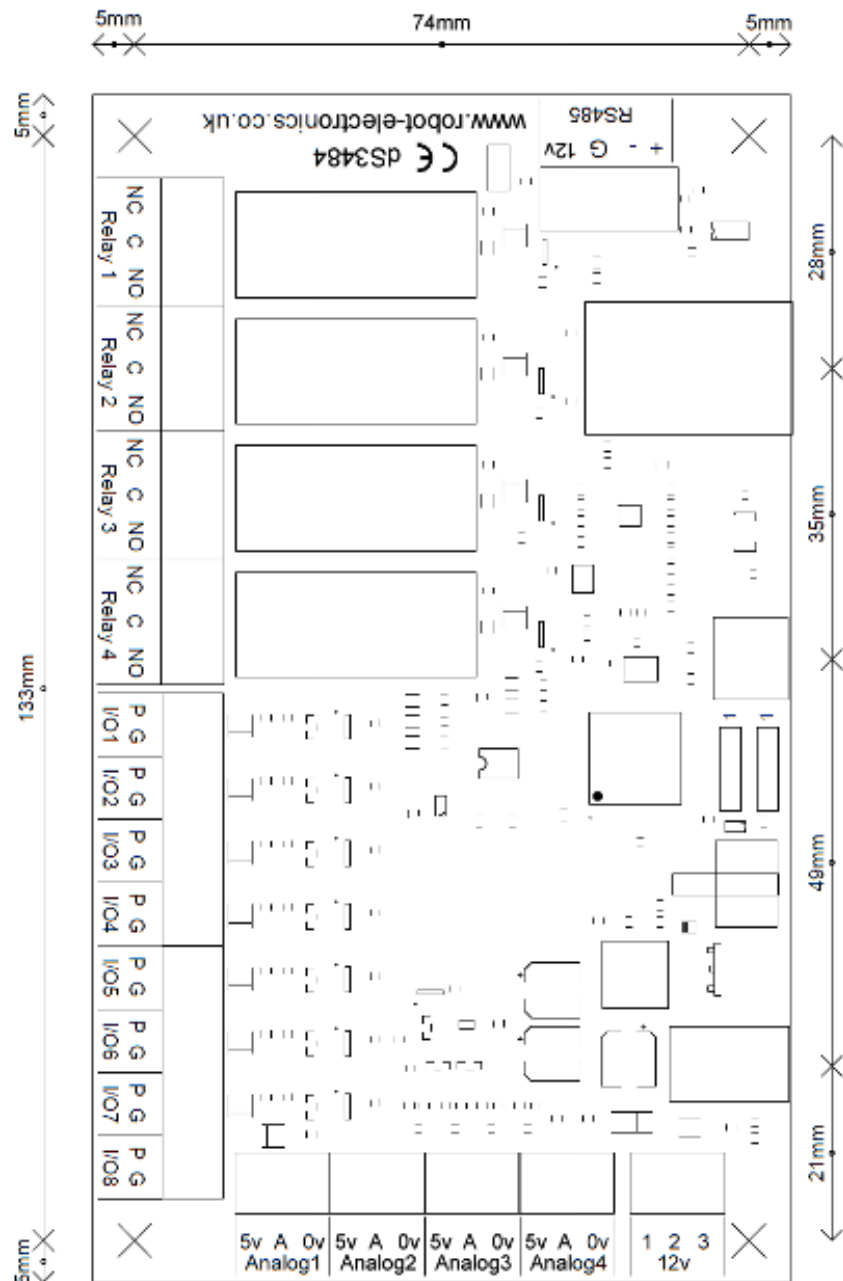 5mm 74mm 5mm
5mm
www.robot-electronics.co.uk
CE dS3484
RS485
+ - G 12v
28mm
NC C NO
Relay 1
NC C NO
Relay 2
NC C NO
Relay 3
NC C NO
Relay 4
35mm
133mm
P G
I/O1
P G
I/O2
P G
I/O3
P G
I/O4
P G
I/O5
P G
I/O6
P G
I/O7
P G
I/O8
1 1
49mm
21mm
5mm
5v A 0v 5v A 0v 5v A 0v 5v A 0v 1 2 3
Analog1 Analog2 Analog3 Analog4 12v